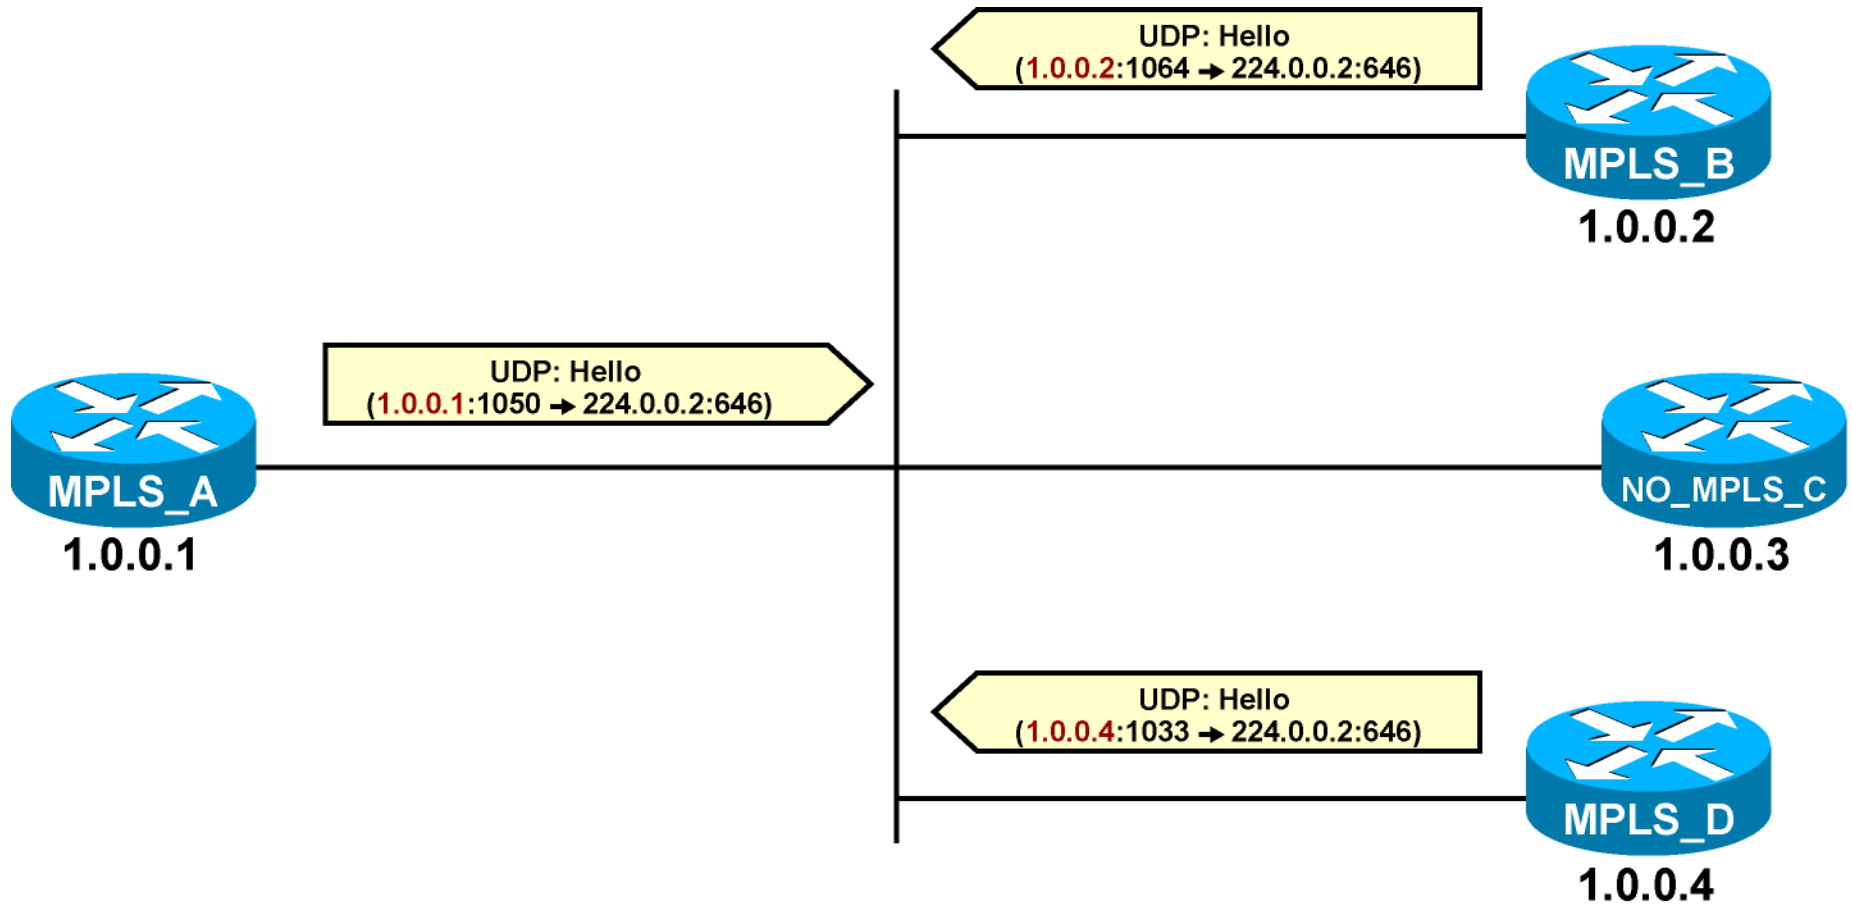 UDP: Hello
(1.0.0.2:1064 → 224.0.0.2:646)
MPLS_B
1.0.0.2
UDP: Hello
(1.0.0.1:1050 → 224.0.0.2:646)
MPLS_A
1.0.0.1
NO_MPLS_C
1.0.0.3
UDP: Hello
(1.0.0.4:1033 → 224.0.0.2:646)
MPLS_D
1.0.0.4